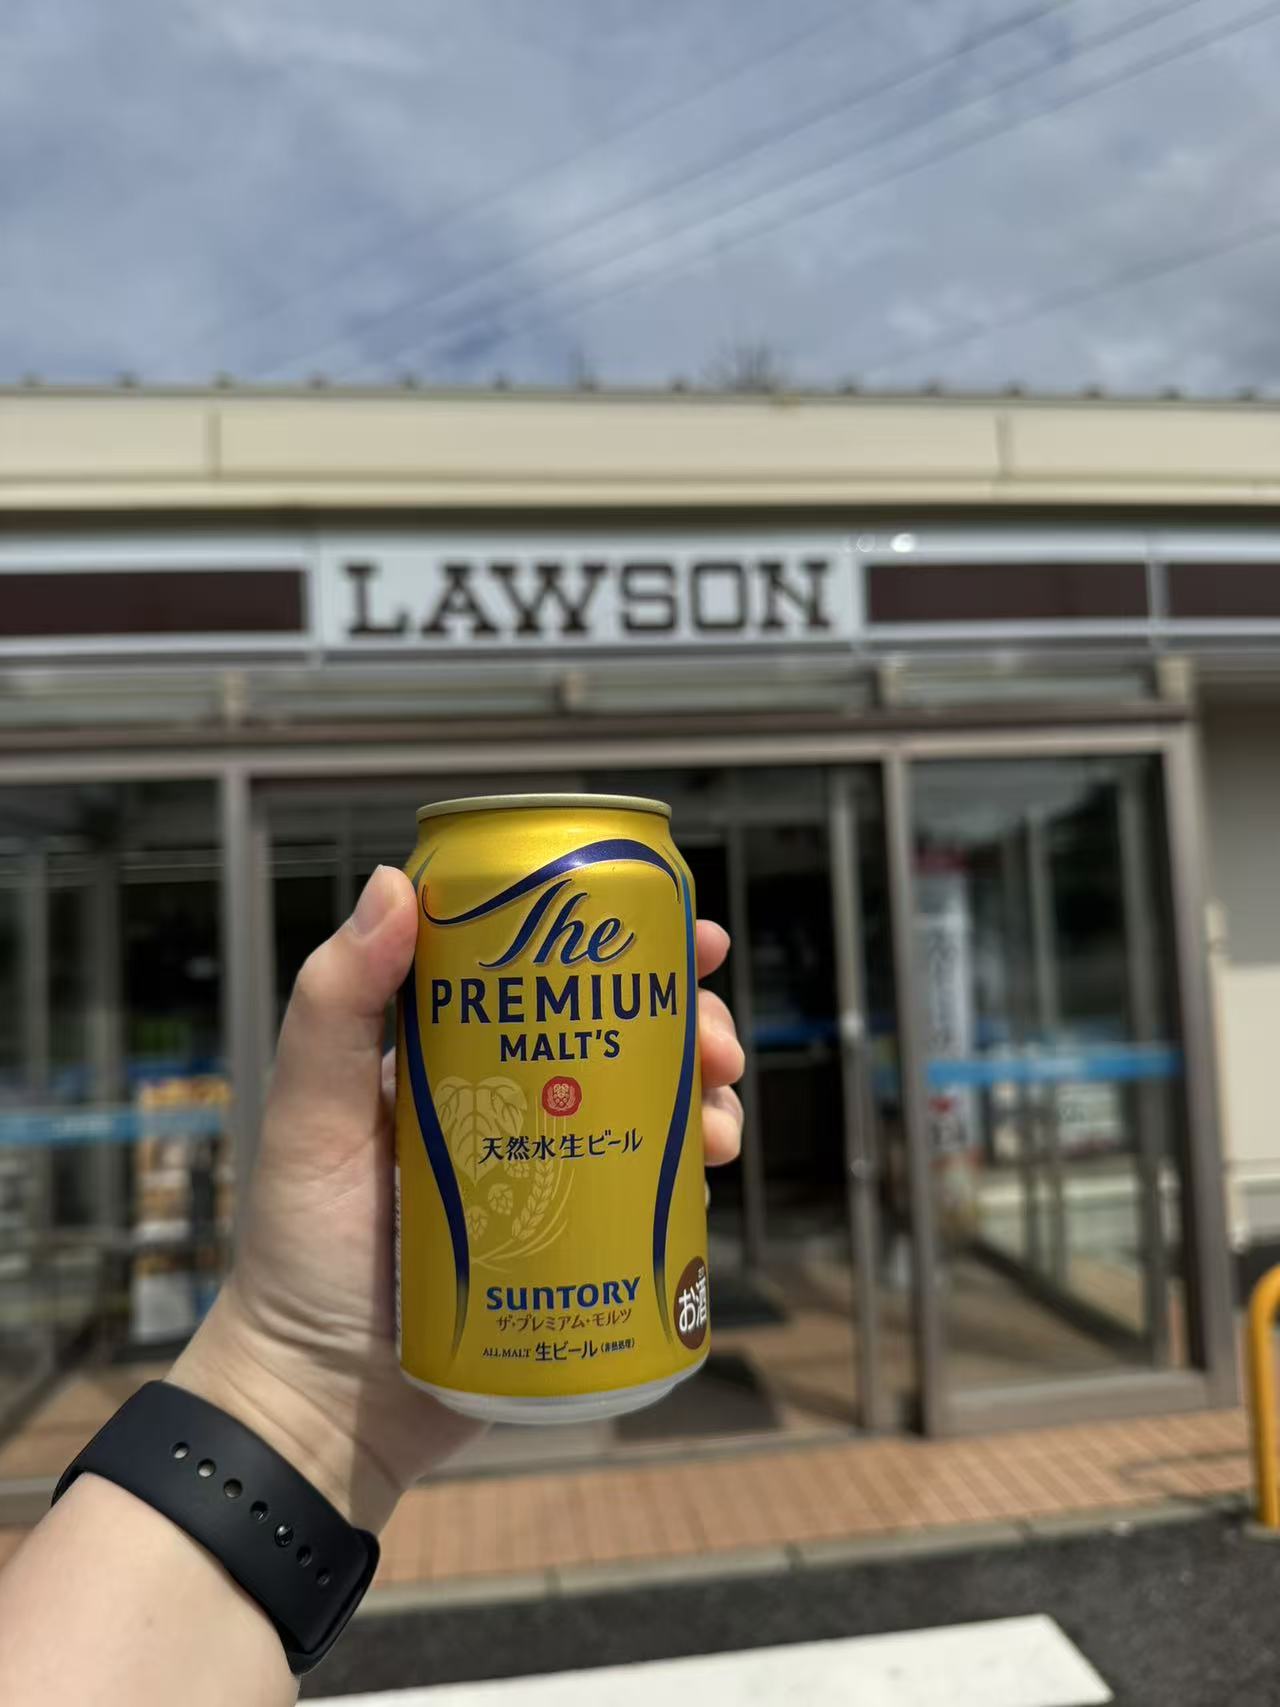 LAWSON
The
PREMIUM
MALT'S
天然水生ビール
SUNTORY
ザ・プレミアム・モルツ
ALL MALT 生ビール(非熱処理)
お酒